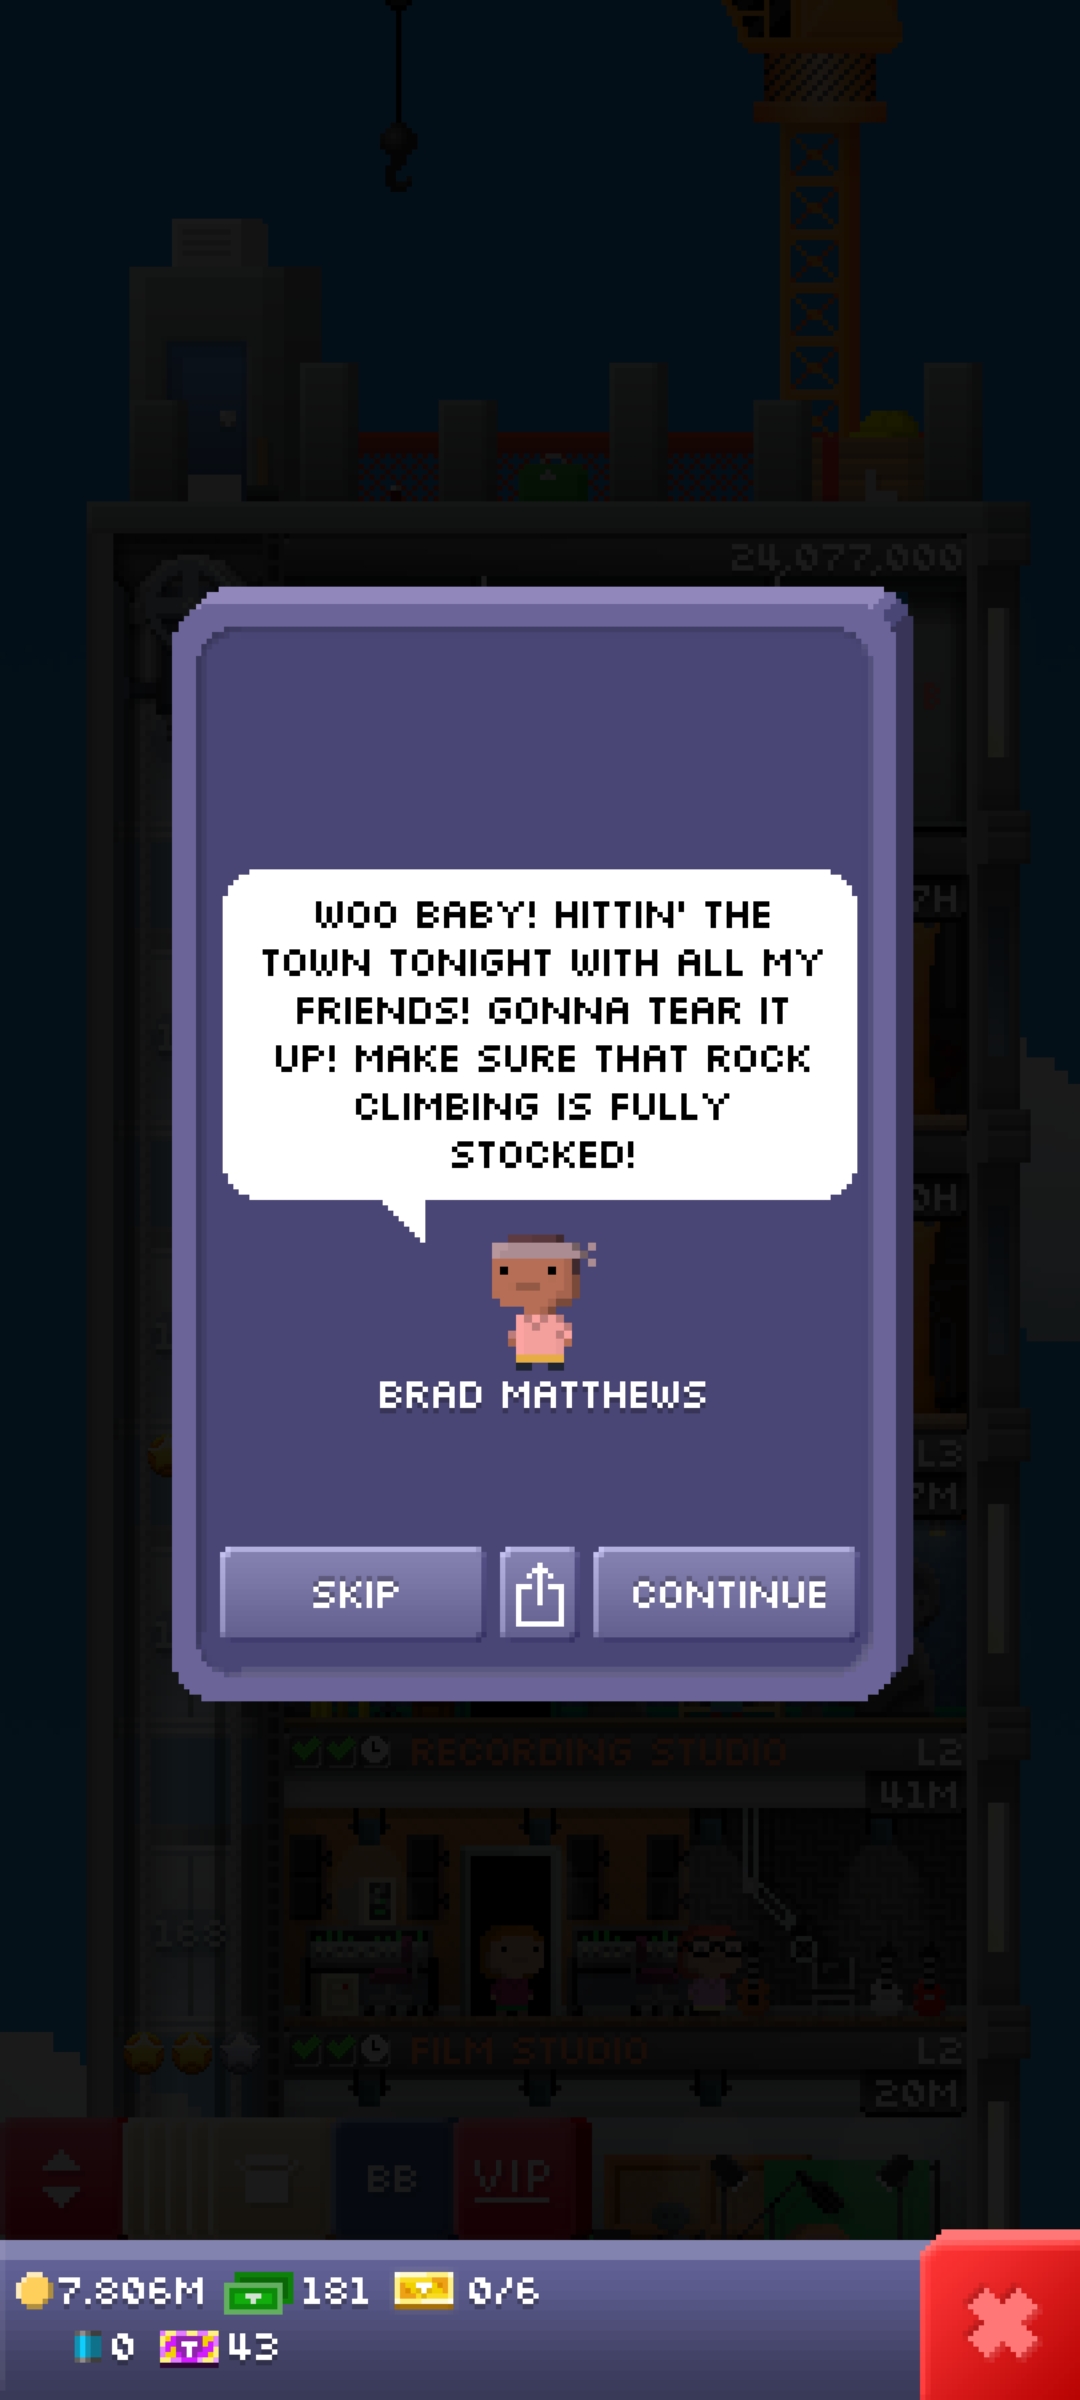 24,077,000
7H
WOO BABY! HITTIN' THE
TOWN TONIGHT WITH ALL MY
FRIENDS! GONNA TEAR IT
UP! MAKE SURE THAT ROCK
CLIMBING IS FULLY
STOCKED!
0H
BRAD MATTHEWS
L3
7M
SKIP
CONTINUE
RECORDING STUDIO L2
41M
168
FILM STUDIO L2
20M
BB
VIP
7.806M 181 0/6
0 43